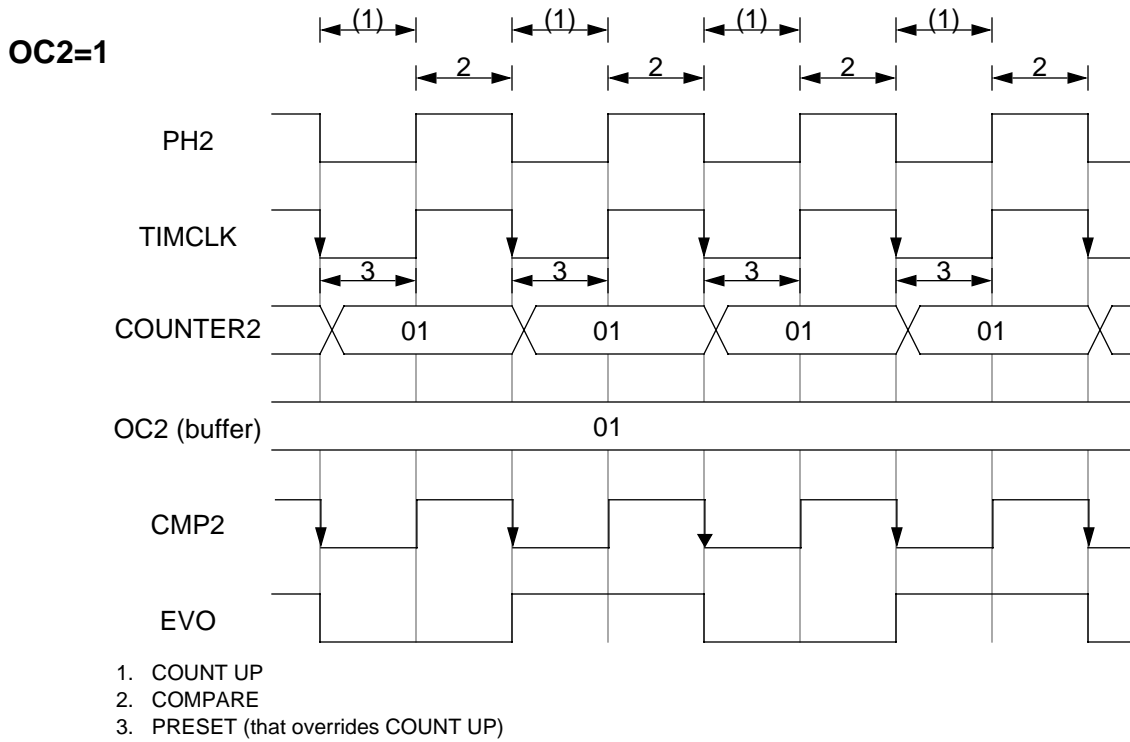 (1) (1) (1) (1)
OC2=1
2 2 2 2
PH2
TIMCLK
3 3 3 3
COUNTER2 01 01 01 01
OC2 (buffer) 01
CMP2
EVO
1. COUNT UP
2. COMPARE
3. PRESET (that overrides COUNT UP)